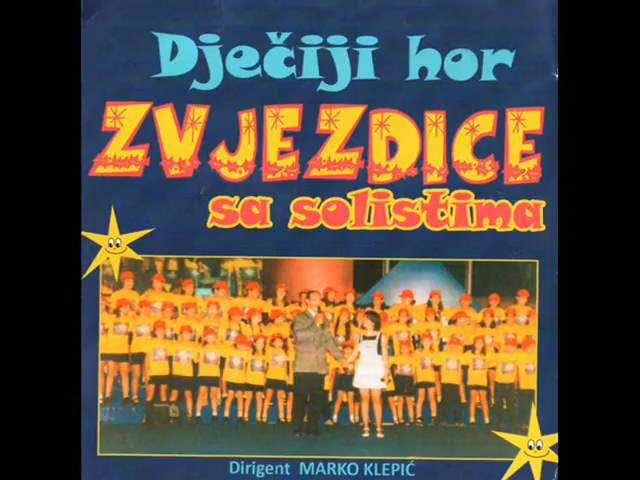 Dječiji hor
ZVJEZDICE
sa solistima
Dirigent MARKO KLEPIĆ